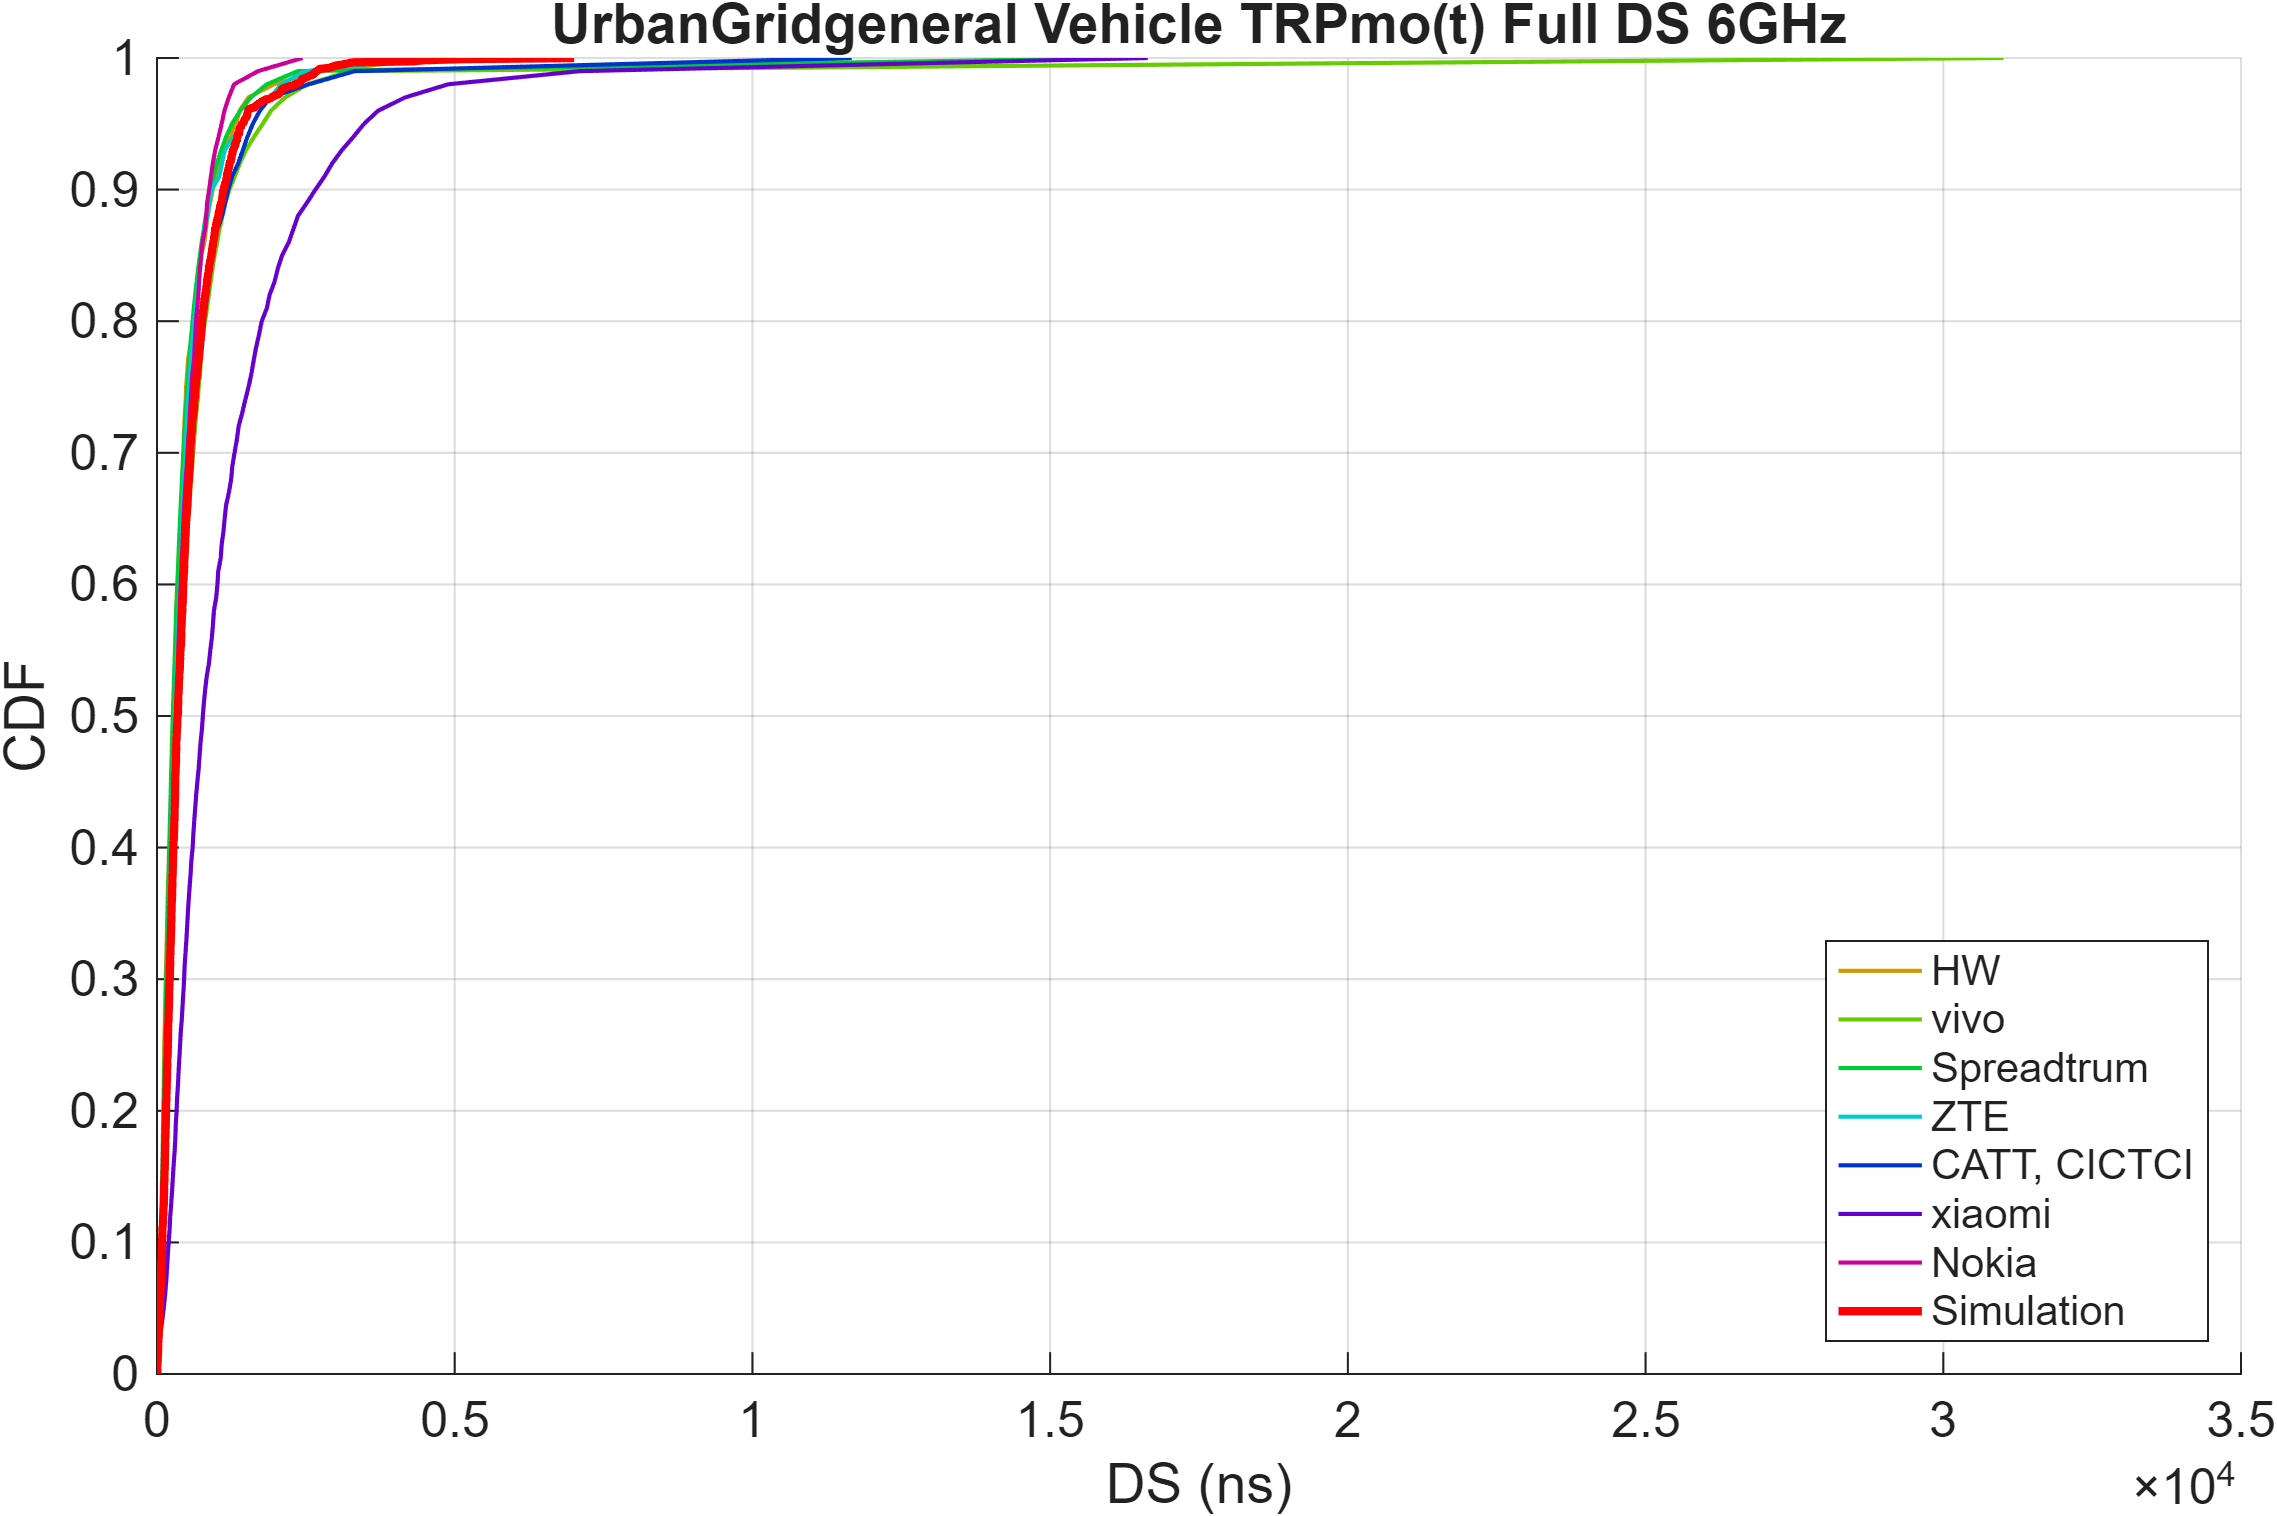 UrbanGridgeneral Vehicle TRPmo(t) Full DS 6GHz
1
0.9
0.8
0.7
0.6
0.5
0.4
0.3
0.2
0.1
0
CDF
0 0.5 1 1.5 2 2.5 3 3.5
DS (ns)
×10⁴
HW
vivo
Spreadtrum
ZTE
CATT, CICTCI
xiaomi
Nokia
Simulation